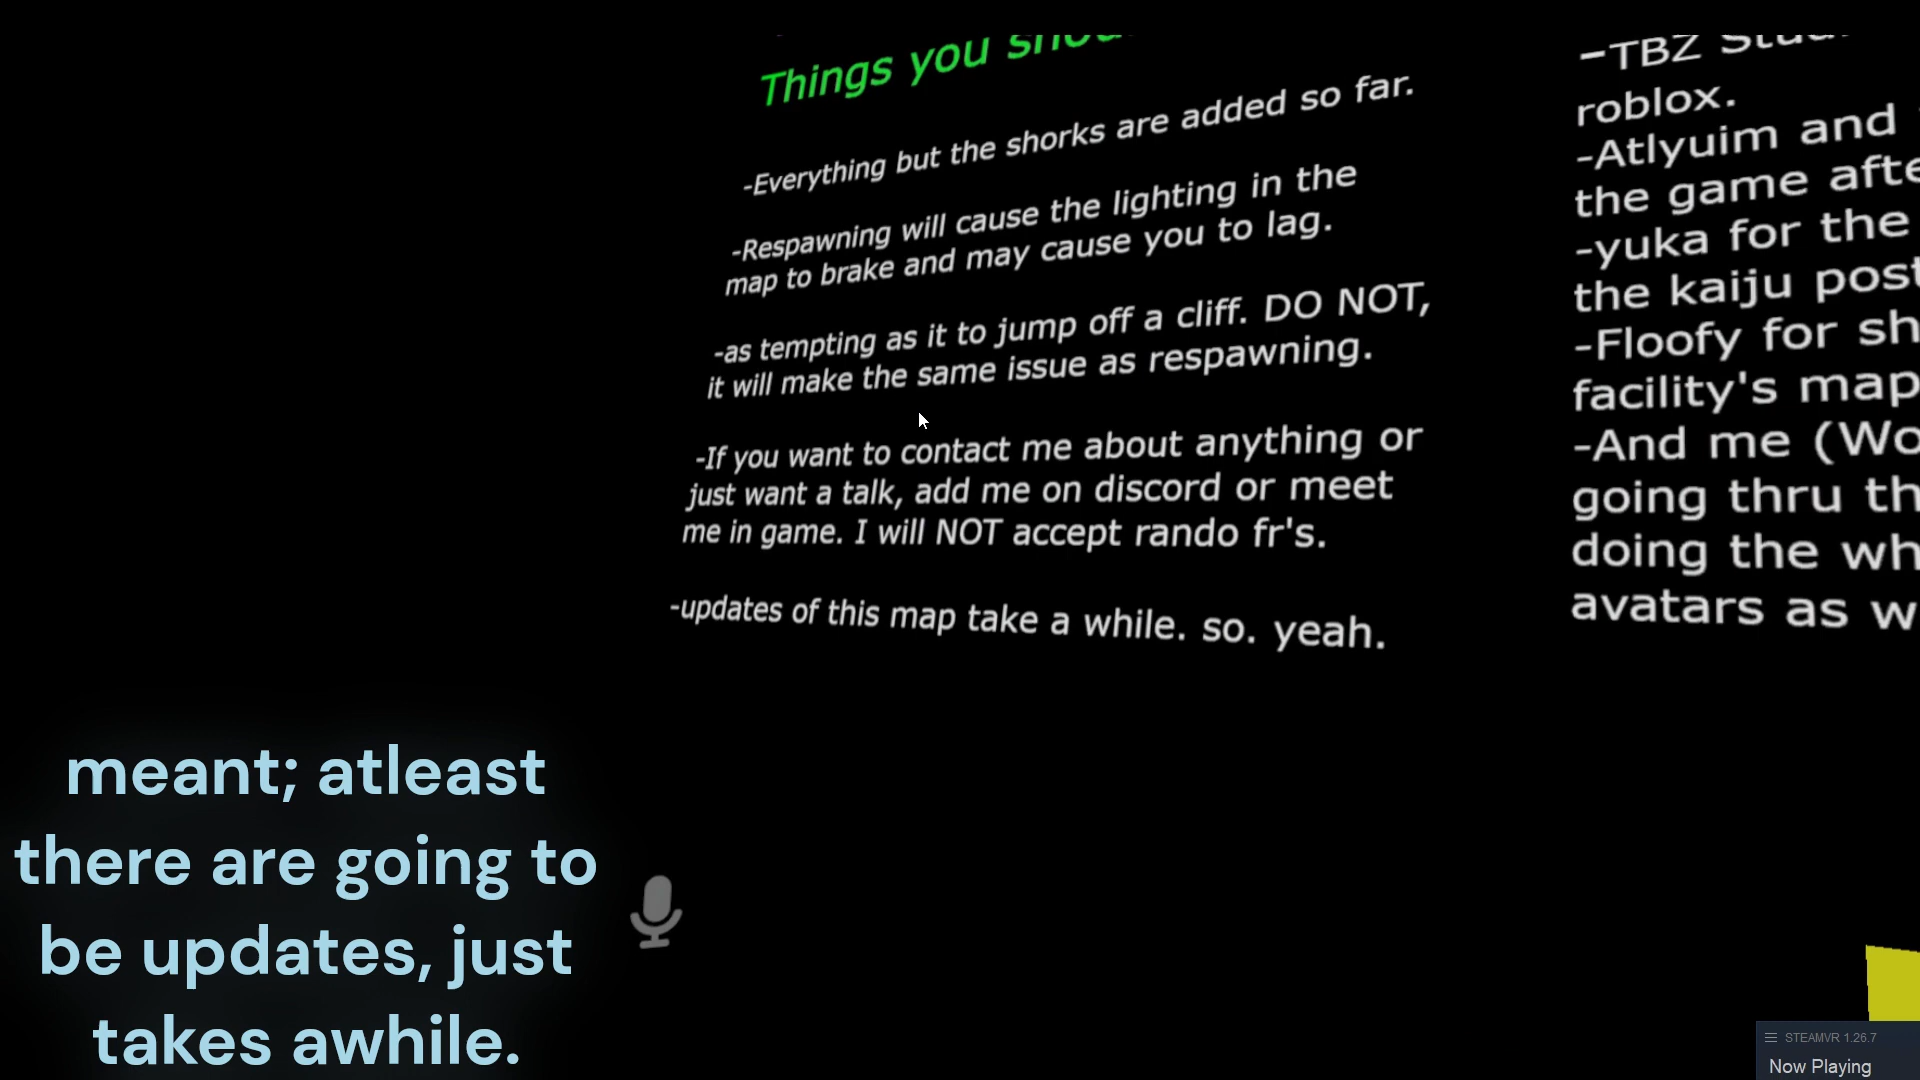 Things you
-Everything but the shorks are added so far.
-Respawning will cause the lighting in the
map to brake and may cause you to lag.
-as tempting as it to jump off a cliff. DO NOT,
it will make the same issue as respawning.
-If you want to contact me about anything or
just want a talk, add me on discord or meet
me in game. I will NOT accept rando fr's.
-updates of this map take a while. so. yeah.
-TBZ
roblox.
-Atlyuim and
the game
-yuka for the
the kaiju
-Floofy for
facility's
-And me
going thru
doing the
avatars as
meant; atleast
there are going to
be updates, just
takes awhile.
STEAMVR 1.26.7
Now Playing